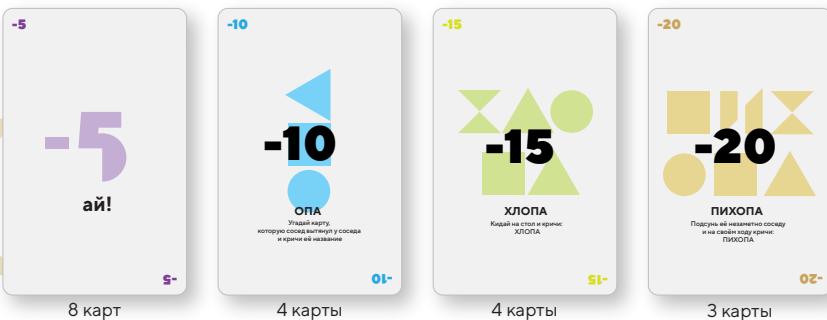 -5
-5
ай!
-5
8 карт
-10
-10
ОПА
Угадай карту,
которую сосед вытянул у соседа
и кричи её название
-10
4 карты
-15
-15
ХЛОПА
Кидай на стол и кричи:
ХЛОПА
-15
4 карты
-20
-20
ПИХОПА
Подсунь её незаметно соседу
и на своём ходу кричи:
ПИХОПА
-20
3 карты